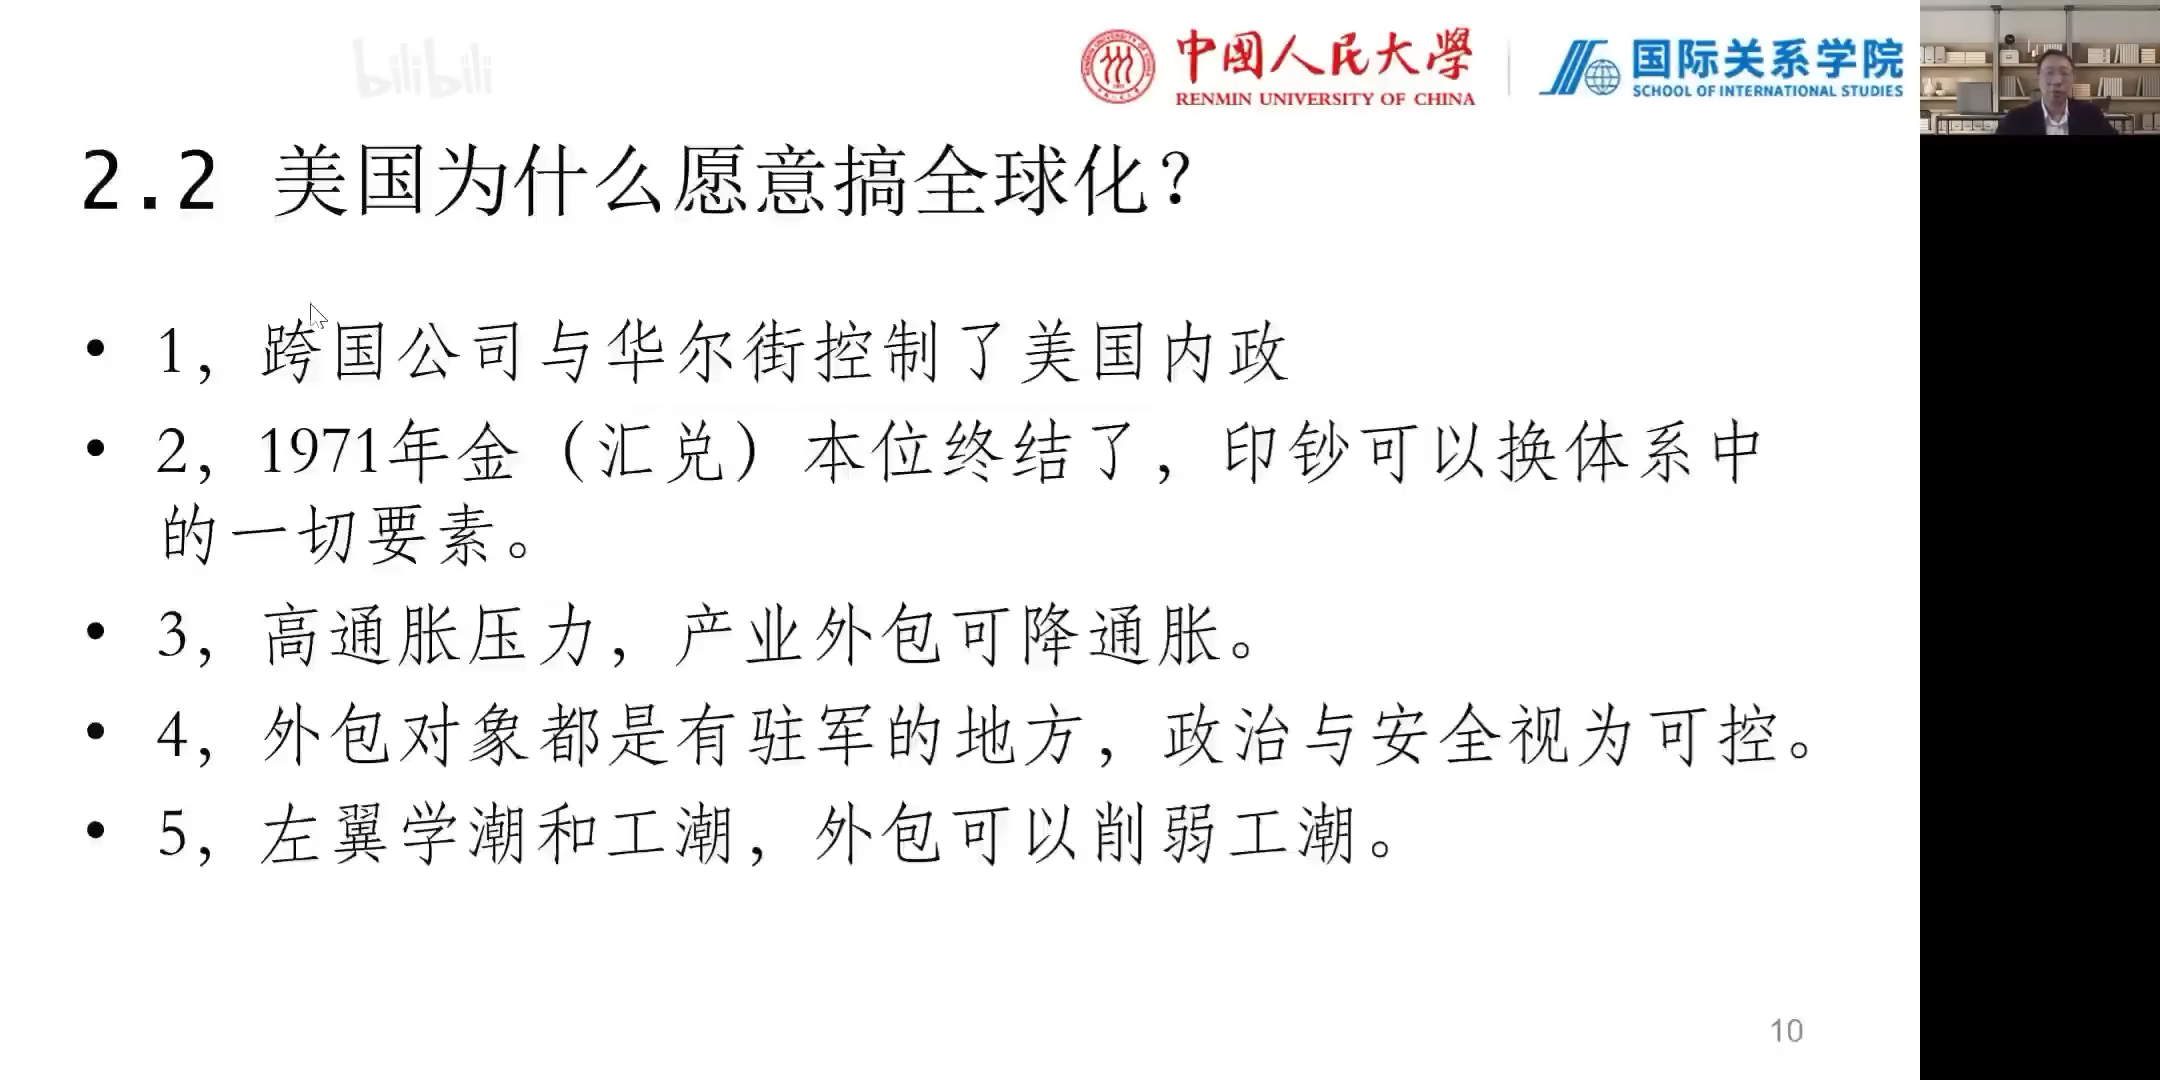 bilibili
中國人民大學
RENMIN UNIVERSITY OF CHINA
国际关系学院
SCHOOL OF INTERNATIONAL STUDIES
2.2 美国为什么愿意搞全球化？
• 1，跨国公司与华尔街控制了美国内政
• 2，1971年金（汇兑）本位终结了，印钞可以换体系中
的一切要素。
• 3，高通胀压力，产业外包可降通胀。
• 4，外包对象都是有驻军的地方，政治与安全视为可控。
• 5，左翼学潮和工潮，外包可以削弱工潮。
10